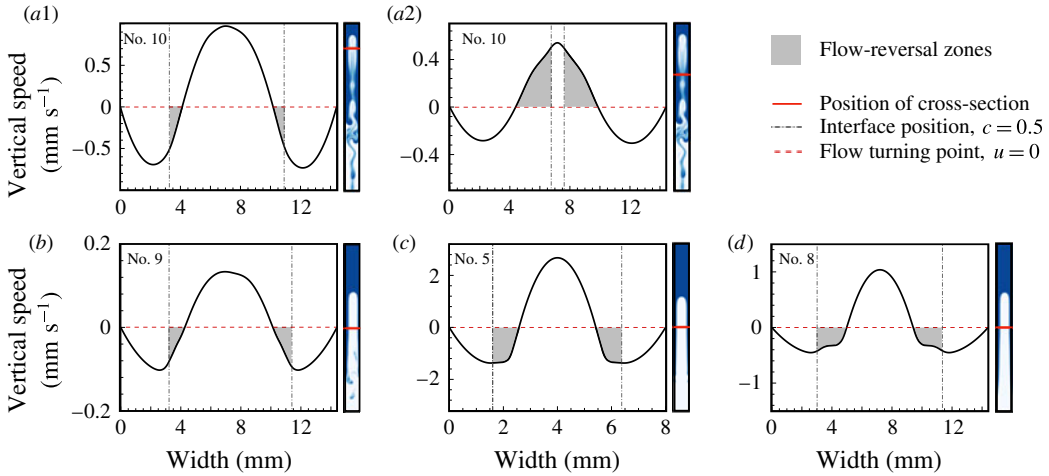 (a1)
No. 10
0.5
0
−0.5
Vertical speed
(mm s−1)
0 4 8 12
(a2)
No. 10
0.4
0
−0.4
0 4 8 12
Flow-reversal zones
Position of cross-section
Interface position, c = 0.5
Flow turning point, u = 0
(b)
No. 9
0.2
0
−0.2
Vertical speed
(mm s−1)
0 4 8 12
Width (mm)
(c)
No. 5
2
0
−2
0 2 4 6 8
Width (mm)
(d)
No. 8
1
0
−1
0 4 8 12
Width (mm)